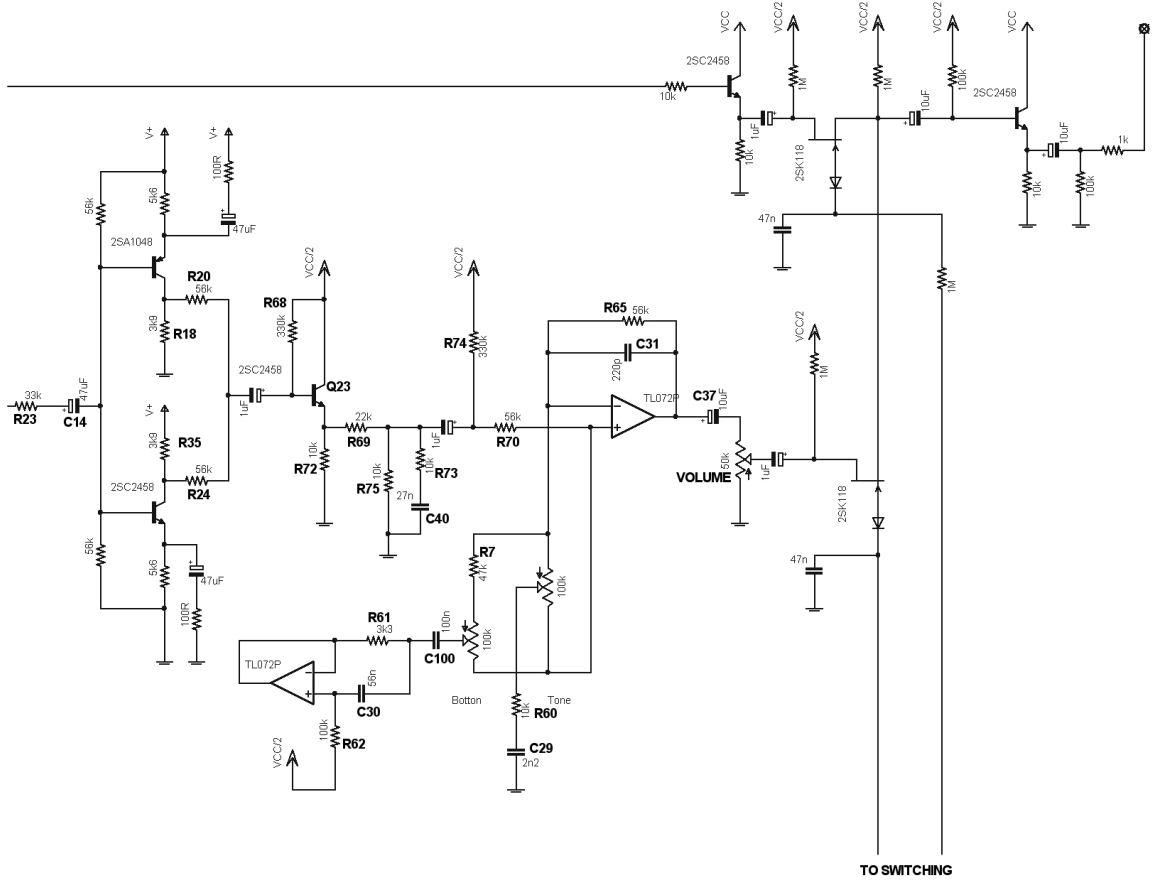 VCC
VCC/2
VCC/2
VCC/2
VCC
2SC2458
10k
1M
1M
100k
2SC2458
10uF
1uF
10k
2SK118
10uF
1k
10k
100k
47n
1M
V+
V+
100R
5k6
56k
47uF
2SA1048
R20
56k
3k9
R18
VCC/2
R68
330k
2SC2458
1uF
Q23
VCC/2
R74
330k
R65
56k
C31
220p
TL072P
C37
10uF
VCC/2
1M
33k
R23
47uF
C14
V+
3k9
R35
56k
R24
2SC2458
22k
R69
10k
R72
1uF
56k
R70
10k
R75
10k
R73
27n
C40
50k
VOLUME
1uF
2SK118
47n
56k
5k6
47uF
100R
R7
47k
100k
100k
R61
3k3
100n
C100
TL072P
56n
C30
100k
R62
VCC/2
Botton
Tone
10k
R60
C29
2n2
TO SWITCHING